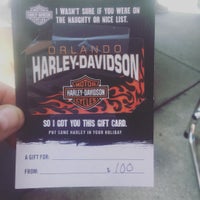 I WASN'T SURE IF YOU WERE ON
THE NAUGHTY OR NICE LIST.
ORLANDO
HARLEY-DAVIDSON
MOTOR
HARLEY-DAVIDSON
CYCLES
SO I GOT YOU THIS GIFT CARD.
PUT SOME HARLEY IN YOUR HOLIDAY
A GIFT FOR:
FROM:
$ 100